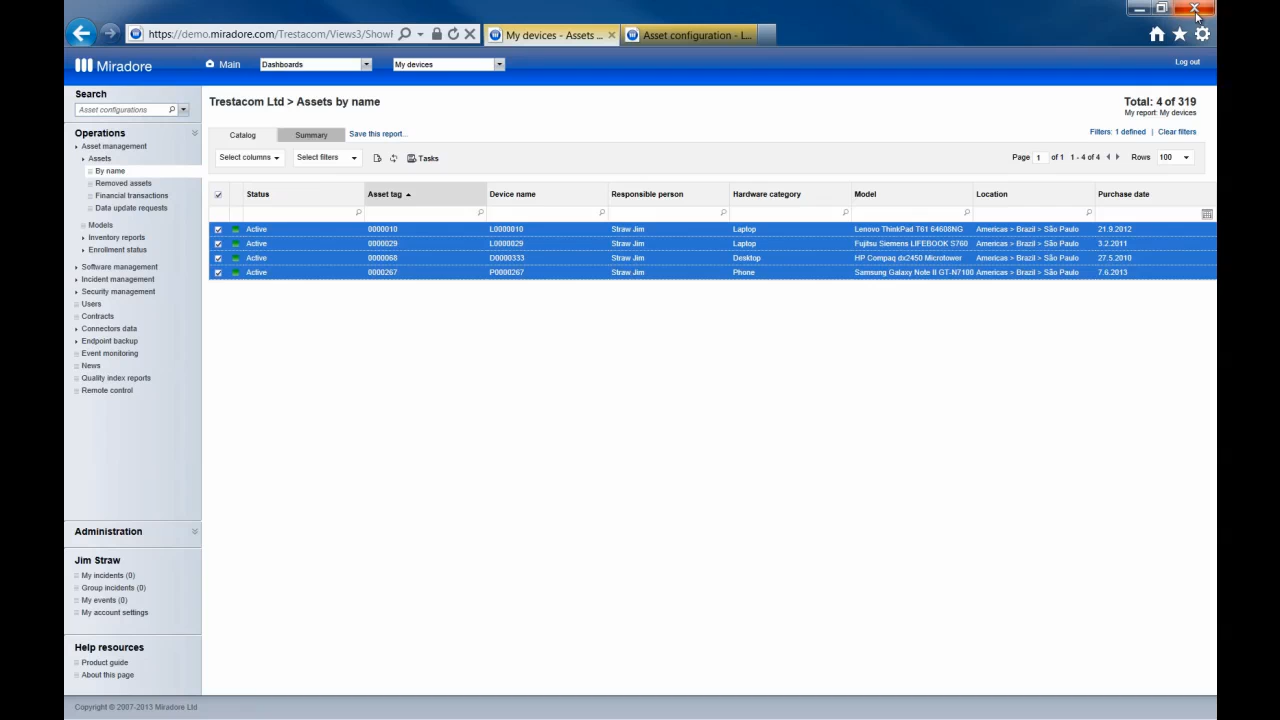 https://demo.miradore.com/Trestacom/Views3/Showf
My devices - Assets ...
Asset configuration - L...
Miradore
Main
Dashboards
My devices
Log out
Search
Asset configurations
Operations
Asset management
Assets
By name
Removed assets
Financial transactions
Data update requests
Models
Inventory reports
Enrollment status
Software management
Incident management
Security management
Users
Contracts
Connectors data
Endpoint backup
Event monitoring
News
Quality index reports
Remote control
Administration
Jim Straw
My incidents (0)
Group incidents (0)
My events (0)
My account settings
Help resources
Product guide
About this page
Trestacom Ltd > Assets by name
Total: 4 of 319
My report: My devices
Catalog Summary Save this report...
Filters: 1 defined | Clear filters
Select columns Select filters Tasks
Page 1 of 1 1 - 4 of 4 Rows 100
Status Asset tag Device name Responsible person Hardware category Model Location Purchase date
Active 0000010 L0000010 Straw Jim Laptop Lenovo ThinkPad T61 64608NG Americas > Brazil > São Paulo 21.9.2012
Active 0000029 L0000029 Straw Jim Laptop Fujitsu Siemens LIFEBOOK S760 Americas > Brazil > São Paulo 3.2.2011
Active 0000068 D0000333 Straw Jim Desktop HP Compaq dx2450 Microtower Americas > Brazil > São Paulo 27.5.2010
Active 0000267 P0000267 Straw Jim Phone Samsung Galaxy Note II GT-N7100 Americas > Brazil > São Paulo 7.6.2013
Copyright © 2007-2013 Miradore Ltd